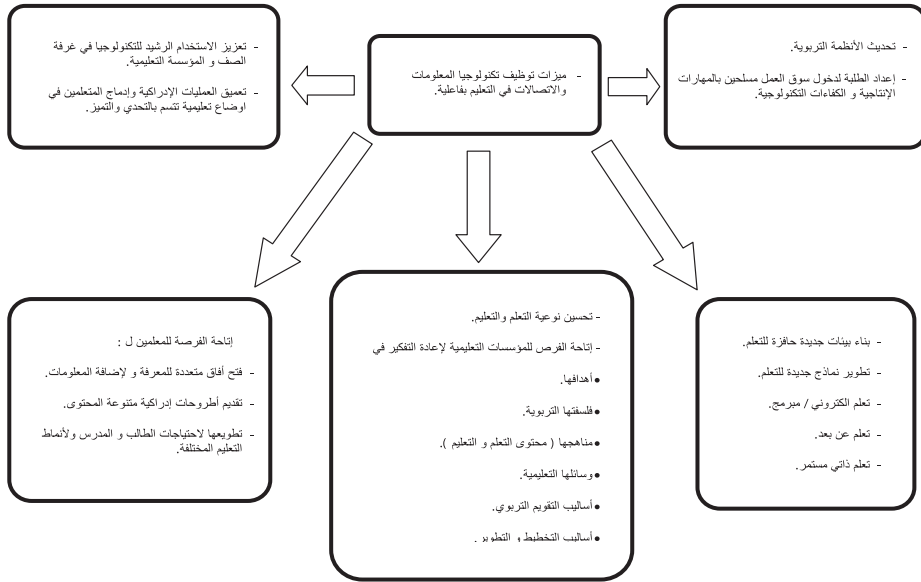 - تحديث الأنظمة التربوية.
- إعداد الطلبة لدخول سوق العمل مسلحين بالمهارات
الإنتاجية و الكفاءات التكنولوجية.
- ميزات توظيف تكنولوجيا المعلومات
والاتصالات في التعليم بفاعلية.
- تعزيز الاستخدام الرشيد للتكنولوجيا في غرفة
الصف و المؤسسة التعليمية.
- تعميق العمليات الإدراكية وإدماج المتعلمين في
اوضاع تعليمية تتسم بالتحدي والتميز.
- بناء بيئات جديدة حافزة للتعلم.
- تطوير نماذج جديدة للتعلم.
- تعلم الكتروني / مبرمج.
- تعلم عن بعد.
- تعلم ذاتي مستمر.
- تحسين نوعية التعلم والتعليم.
- إتاحة الفرص للمؤسسات التعليمية لإعادة التفكير في
• أهدافها.
• فلسفتها التربوية.
• مناهجها ( محتوى التعلم و التعليم ).
• وسائلها التعليمية.
• أساليب التقويم التربوي.
• أساليب التخطيط و التطوير.
إتاحة الفرصة للمعلمين ل :
- فتح أفاق متعددة للمعرفة و لإضافة المعلومات.
- تقديم أطروحات إدراكية متنوعة المحتوى.
- تطويعها لاحتياجات الطالب و المدرس ولأنماط
التعليم المختلفة.